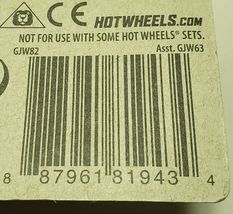 CE HOTWHEELS.COM
NOT FOR USE WITH SOME HOT WHEELS® SETS.
GJW82 Asst. GJW63
8 87961 81943 4